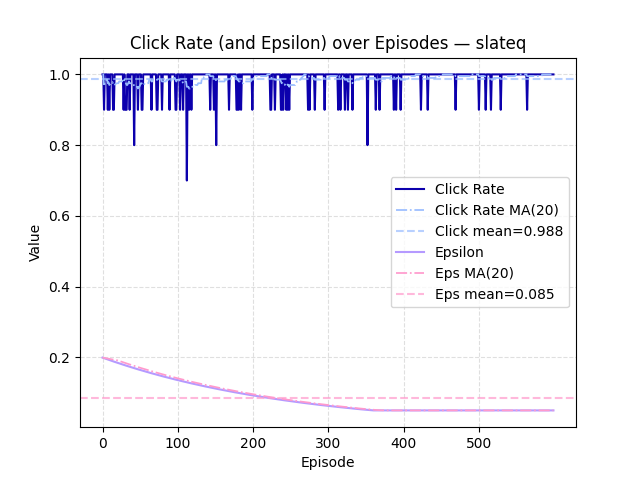 Click Rate (and Epsilon) over Episodes — slateq
1.0
0.8
0.6
0.4
0.2
Value
Click Rate
Click Rate MA(20)
Click mean=0.988
Epsilon
Eps MA(20)
Eps mean=0.085
0 100 200 300 400 500
Episode